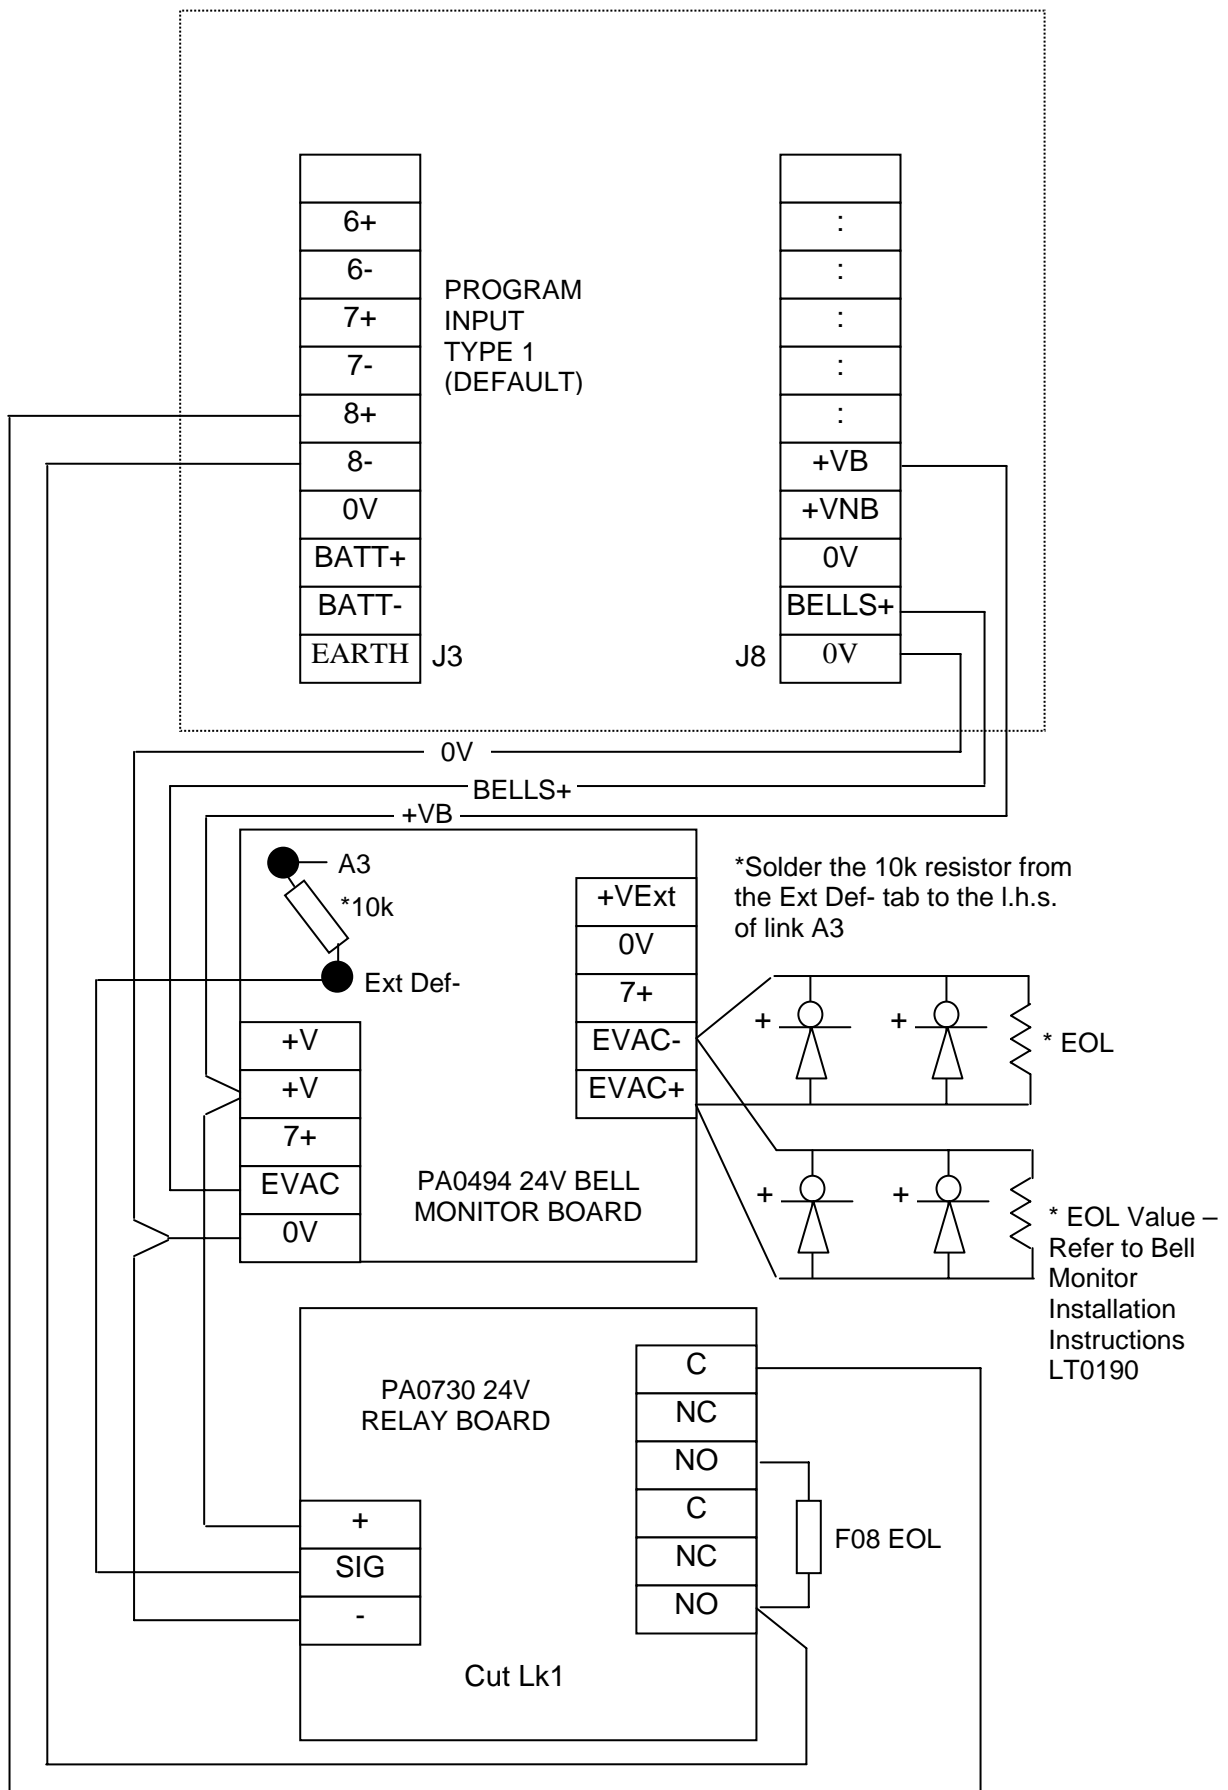 6+
6-
7+
7-
8+
8-
0V
BATT+
BATT-
EARTH
J3
PROGRAM
INPUT
TYPE 1
(DEFAULT)
:
:
:
:
:
+VB
+VNB
0V
BELLS+
0V
J8
0V
BELLS+
+VB
A3
*10k
Ext Def-
+V
+V
7+
EVAC
0V
+VExt
0V
7+
EVAC-
EVAC+
PA0494 24V BELL
MONITOR BOARD
*Solder the 10k resistor from
the Ext Def- tab to the l.h.s.
of link A3
+
+
* EOL
+
+
* EOL Value –
Refer to Bell
Monitor
Installation
Instructions
LT0190
PA0730 24V
RELAY BOARD
C
NC
NO
C
NC
NO
F08 EOL
+
SIG
-
Cut Lk1